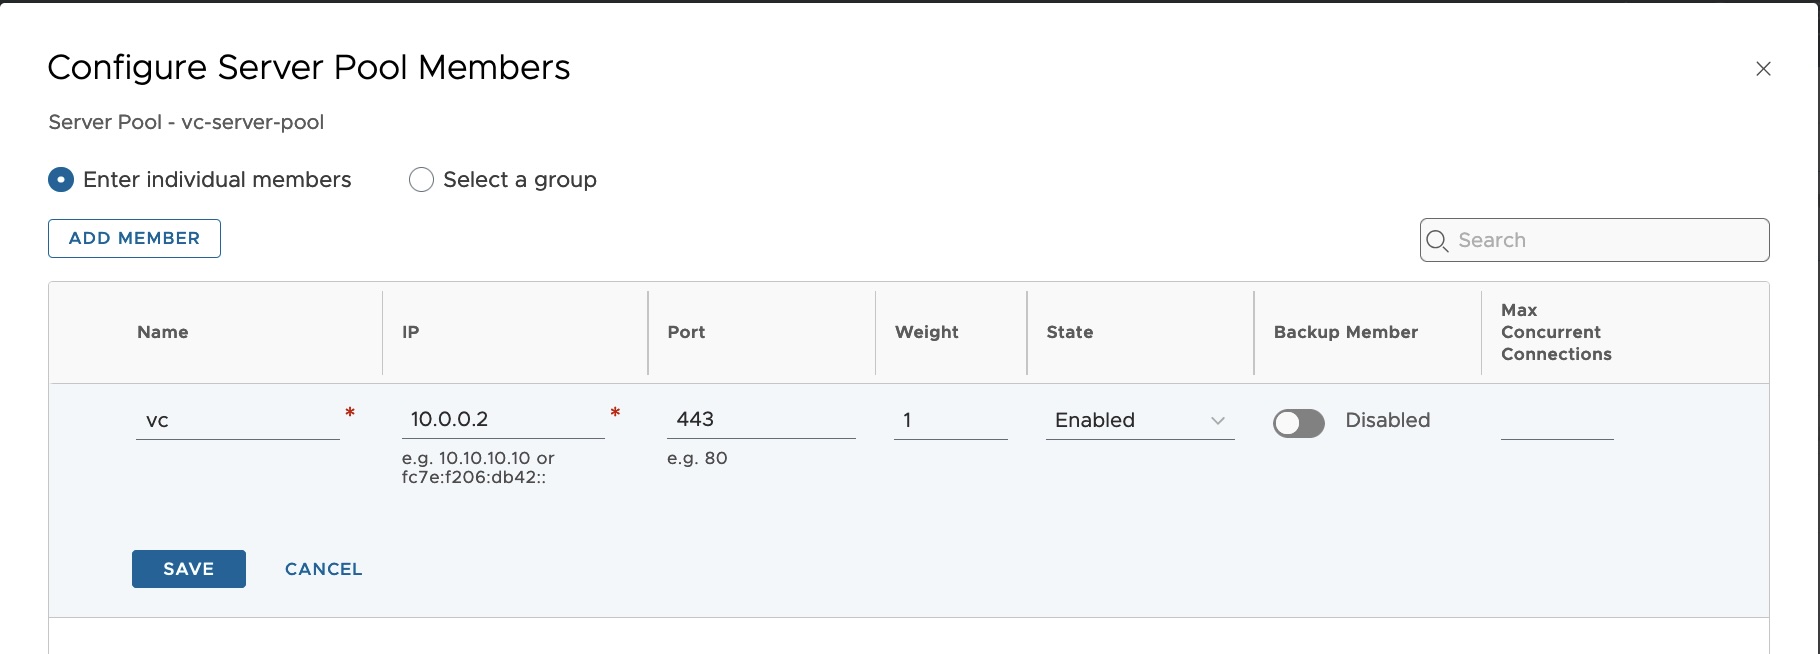 Configure Server Pool Members
Server Pool - vc-server-pool
Enter individual members
Select a group
ADD MEMBER
Search
Name
IP
Port
Weight
State
Backup Member
Max
Concurrent
Connections
vc *
10.0.0.2 *
443
1
Enabled
Disabled
e.g. 10.10.10.10 or
fc7e:f206:db42::
e.g. 80
SAVE
CANCEL